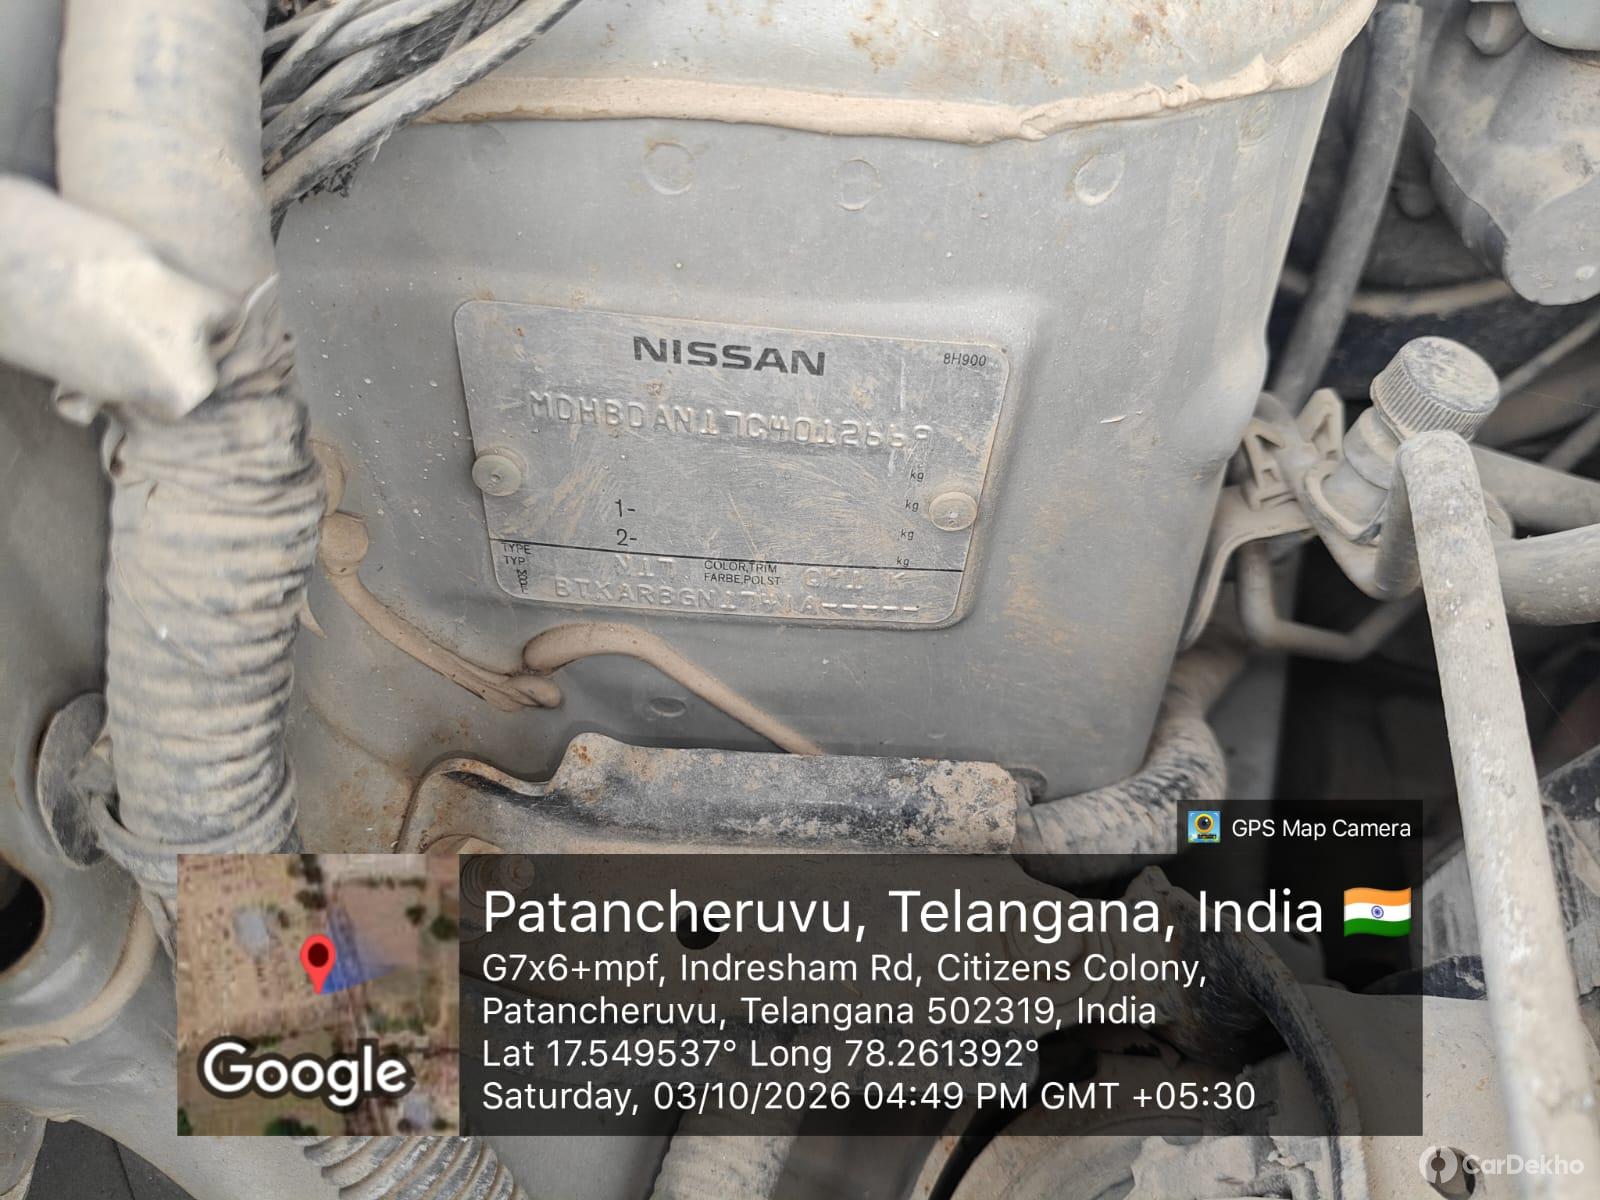 NISSAN
8H900
MDHBDAN17C4012669
kg
1- kg
2- kg
kg
TYPE
TYP
N17
COLOR,TRIM
FARBE,POLST
GPS Map Camera
Patancheruvu, Telangana, India
G7x6+mpf, Indresham Rd, Citizens Colony,
Patancheruvu, Telangana 502319, India
Lat 17.549537° Long 78.261392°
Saturday, 03/10/2026 04:49 PM GMT +05:30
Google
CarDekho